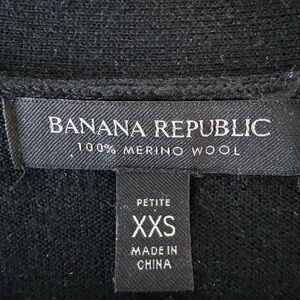 BANANA REPUBLIC
100% MERINO WOOL
PETITE
XXS
MADE IN
CHINA